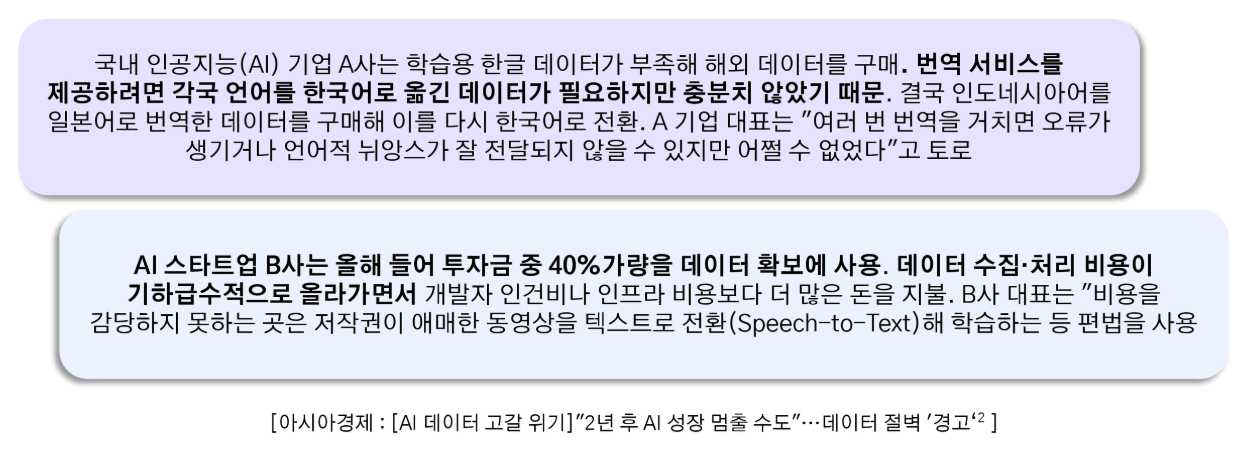 국내 인공지능(AI) 기업 A사는 학습용 한글 데이터가 부족해 해외 데이터를 구매. 번역 서비스를
제공하려면 각국 언어를 한국어로 옮긴 데이터가 필요하지만 충분치 않았기 때문. 결국 인도네시아어를
일본어로 번역한 데이터를 구매해 이를 다시 한국어로 전환. A 기업 대표는 "여러 번 번역을 거치면 오류가
생기거나 언어적 뉘앙스가 잘 전달되지 않을 수 있지만 어쩔 수 없었다"고 토로
AI 스타트업 B사는 올해 들어 투자금 중 40%가량을 데이터 확보에 사용. 데이터 수집·처리 비용이
기하급수적으로 올라가면서 개발자 인건비나 인프라 비용보다 더 많은 돈을 지불. B사 대표는 "비용을
감당하지 못하는 곳은 저작권이 애매한 동영상을 텍스트로 전환(Speech-to-Text)해 학습하는 등 편법을 사용
[아시아경제 : [AI 데이터 고갈 위기]"2년 후 AI 성장 멈출 수도"…데이터 절벽 '경고'² ]